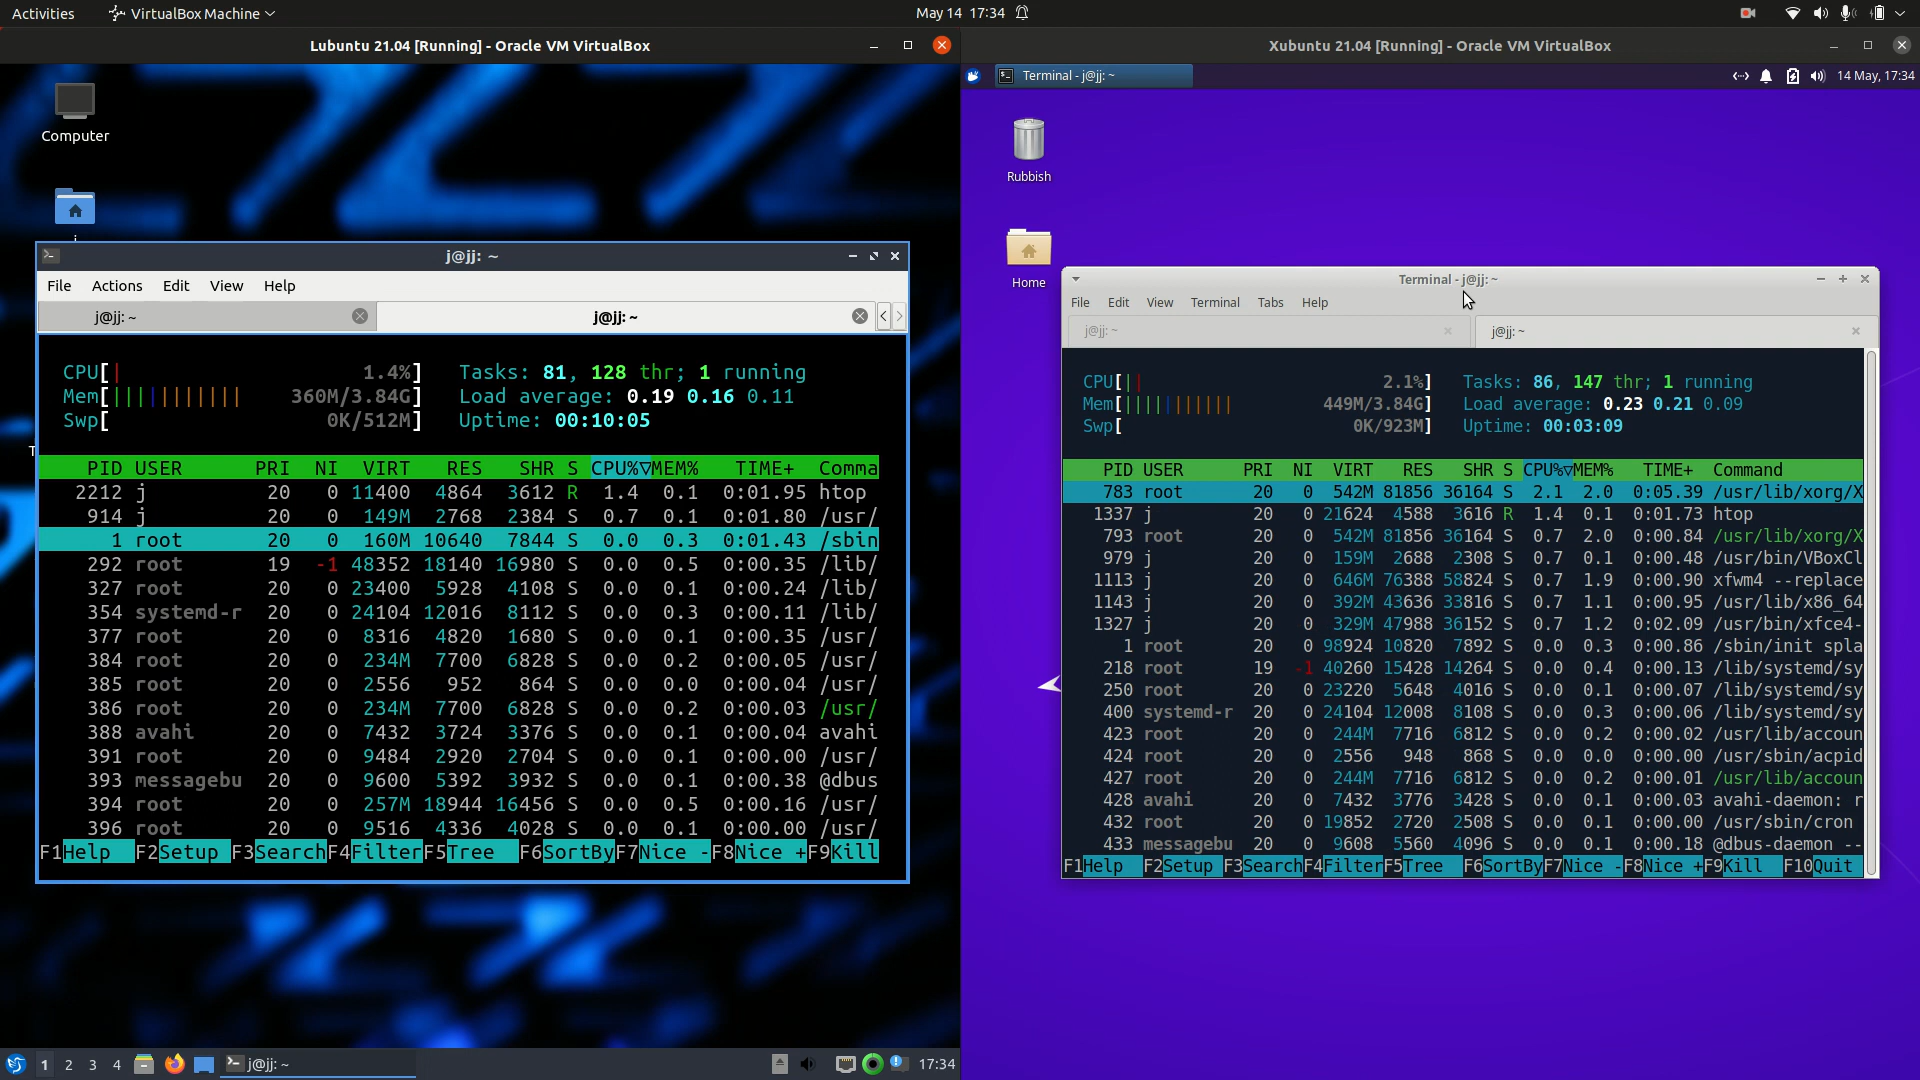 Activities VirtualBox Machine May 14 17:34
Lubuntu 21.04 [Running] - Oracle VM VirtualBox
Computer
j@jj: ~
File Actions Edit View Help
j@jj: ~ j@jj: ~
CPU[| 1.4%] Tasks: 81, 128 thr; 1 running
Mem[|||||||||||| 360M/3.84G] Load average: 0.19 0.16 0.11
Swp[ 0K/512M] Uptime: 00:10:05
PID USER PRI NI VIRT RES SHR S CPU%▽MEM% TIME+ Comma
2212 j 20 0 11400 4864 3612 R 1.4 0.1 0:01.95 htop
914 j 20 0 149M 2768 2384 S 0.7 0.1 0:01.80 /usr/
1 root 20 0 160M 10640 7844 S 0.0 0.3 0:01.43 /sbin
292 root 19 -1 48352 18140 16980 S 0.0 0.5 0:00.35 /lib/
327 root 20 0 23400 5928 4108 S 0.0 0.1 0:00.24 /lib/
354 systemd-r 20 0 24104 12016 8112 S 0.0 0.3 0:00.11 /lib/
377 root 20 0 8316 4820 1680 S 0.0 0.1 0:00.35 /usr/
384 root 20 0 234M 7700 6828 S 0.0 0.2 0:00.05 /usr/
385 root 20 0 2556 952 864 S 0.0 0.0 0:00.04 /usr/
386 root 20 0 234M 7700 6828 S 0.0 0.2 0:00.03 /usr/
388 avahi 20 0 7432 3724 3376 S 0.0 0.1 0:00.04 avahi
391 root 20 0 9484 2920 2704 S 0.0 0.1 0:00.00 /usr/
393 messagebu 20 0 9600 5392 3932 S 0.0 0.1 0:00.38 @dbus
394 root 20 0 257M 18944 16456 S 0.0 0.5 0:00.16 /usr/
396 root 20 0 9516 4336 4028 S 0.0 0.1 0:00.00 /usr/
F1Help F2Setup F3SearchF4FilterF5Tree F6SortByF7Nice -F8Nice +F9Kill
1 2 3 4 j@jj: ~ 17:34
Xubuntu 21.04 [Running] - Oracle VM VirtualBox
Terminal - j@jj: ~ 14 May, 17:34
Rubbish
Home
Terminal - j@jj: ~
File Edit View Terminal Tabs Help
j@jj: ~ j@jj: ~
CPU[|| 2.1%] Tasks: 86, 147 thr; 1 running
Mem[||||||||||| 449M/3.84G] Load average: 0.23 0.21 0.09
Swp[ 0K/923M] Uptime: 00:03:09
PID USER PRI NI VIRT RES SHR S CPU%▽MEM% TIME+ Command
783 root 20 0 542M 81856 36164 S 2.1 2.0 0:05.39 /usr/lib/xorg/X
1337 j 20 0 21624 4588 3616 R 1.4 0.1 0:01.73 htop
793 root 20 0 542M 81856 36164 S 0.7 2.0 0:00.84 /usr/lib/xorg/X
979 j 20 0 159M 2688 2308 S 0.7 0.1 0:00.48 /usr/bin/VBoxCl
1113 j 20 0 646M 76388 58824 S 0.7 1.9 0:00.90 xfwm4 --replace
1143 j 20 0 392M 43636 33816 S 0.7 1.1 0:00.95 /usr/lib/x86_64
1327 j 20 0 329M 47988 36152 S 0.7 1.2 0:02.09 /usr/bin/xfce4-
1 root 20 0 98924 10820 7892 S 0.0 0.3 0:00.86 /sbin/init spla
218 root 19 -1 40260 15428 14264 S 0.0 0.4 0:00.13 /lib/systemd/sy
250 root 20 0 23220 5648 4016 S 0.0 0.1 0:00.07 /lib/systemd/sy
400 systemd-r 20 0 24104 12008 8108 S 0.0 0.3 0:00.06 /lib/systemd/sy
423 root 20 0 244M 7716 6812 S 0.0 0.2 0:00.02 /usr/lib/accoun
424 root 20 0 2556 948 868 S 0.0 0.0 0:00.00 /usr/sbin/acpid
427 root 20 0 244M 7716 6812 S 0.0 0.2 0:00.01 /usr/lib/accoun
428 avahi 20 0 7432 3776 3428 S 0.0 0.1 0:00.03 avahi-daemon: r
432 root 20 0 19852 2720 2508 S 0.0 0.1 0:00.00 /usr/sbin/cron
433 messagebu 20 0 9608 5560 4096 S 0.0 0.1 0:00.18 @dbus-daemon --
F1Help F2Setup F3SearchF4FilterF5Tree F6SortByF7Nice -F8Nice +F9Kill F10Quit